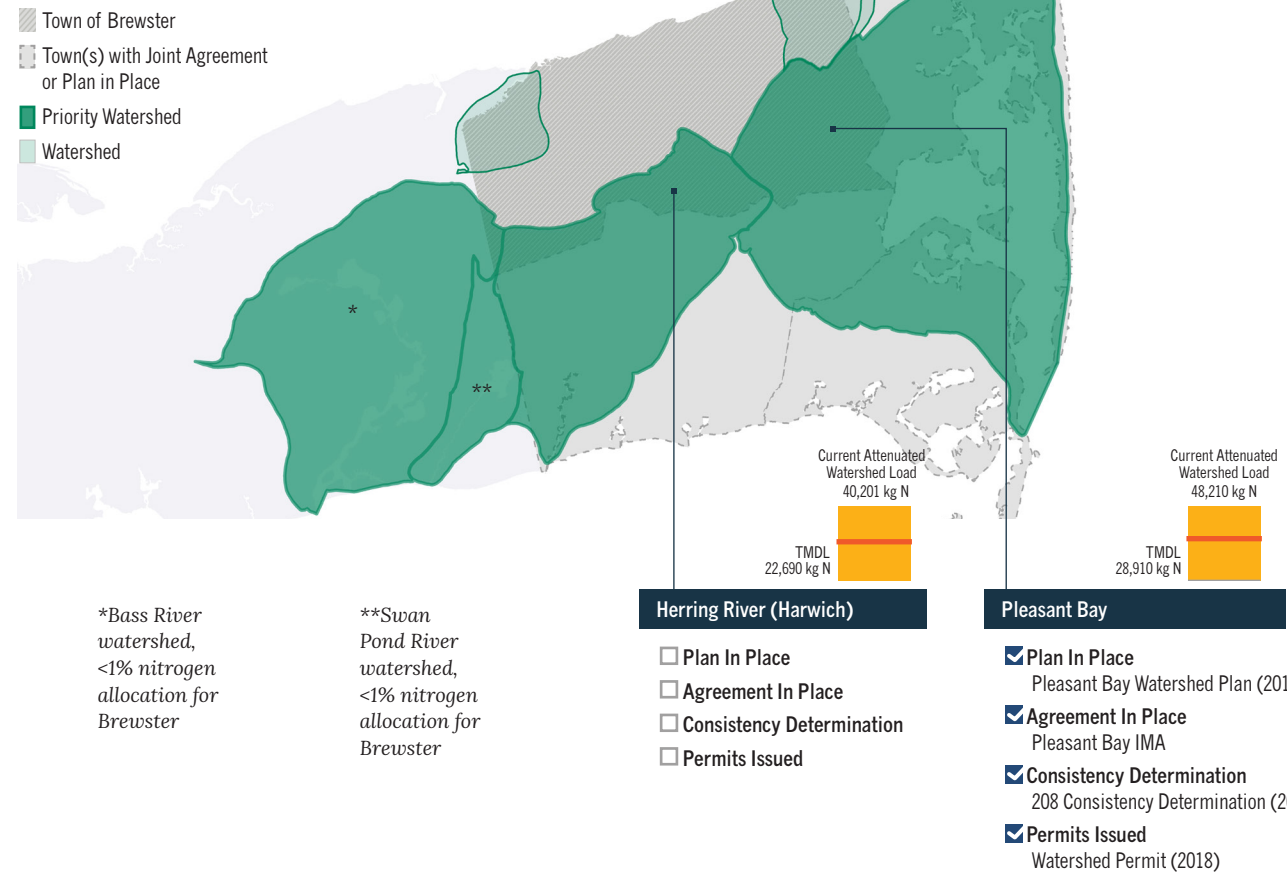 Town of Brewster
Town(s) with Joint Agreement
or Plan in Place
Priority Watershed
Watershed
*
**
Current Attenuated
Watershed Load
40,201 kg N
TMDL
22,690 kg N
Current Attenuated
Watershed Load
48,210 kg N
TMDL
28,910 kg N
*Bass River
watershed,
<1% nitrogen
allocation for
Brewster
**Swan
Pond River
watershed,
<1% nitrogen
allocation for
Brewster
Herring River (Harwich)
Plan In Place
Agreement In Place
Consistency Determination
Permits Issued
Pleasant Bay
Plan In Place
Pleasant Bay Watershed Plan
Agreement In Place
Pleasant Bay IMA
Consistency Determination
208 Consistency Determination
Permits Issued
Watershed Permit (2018)